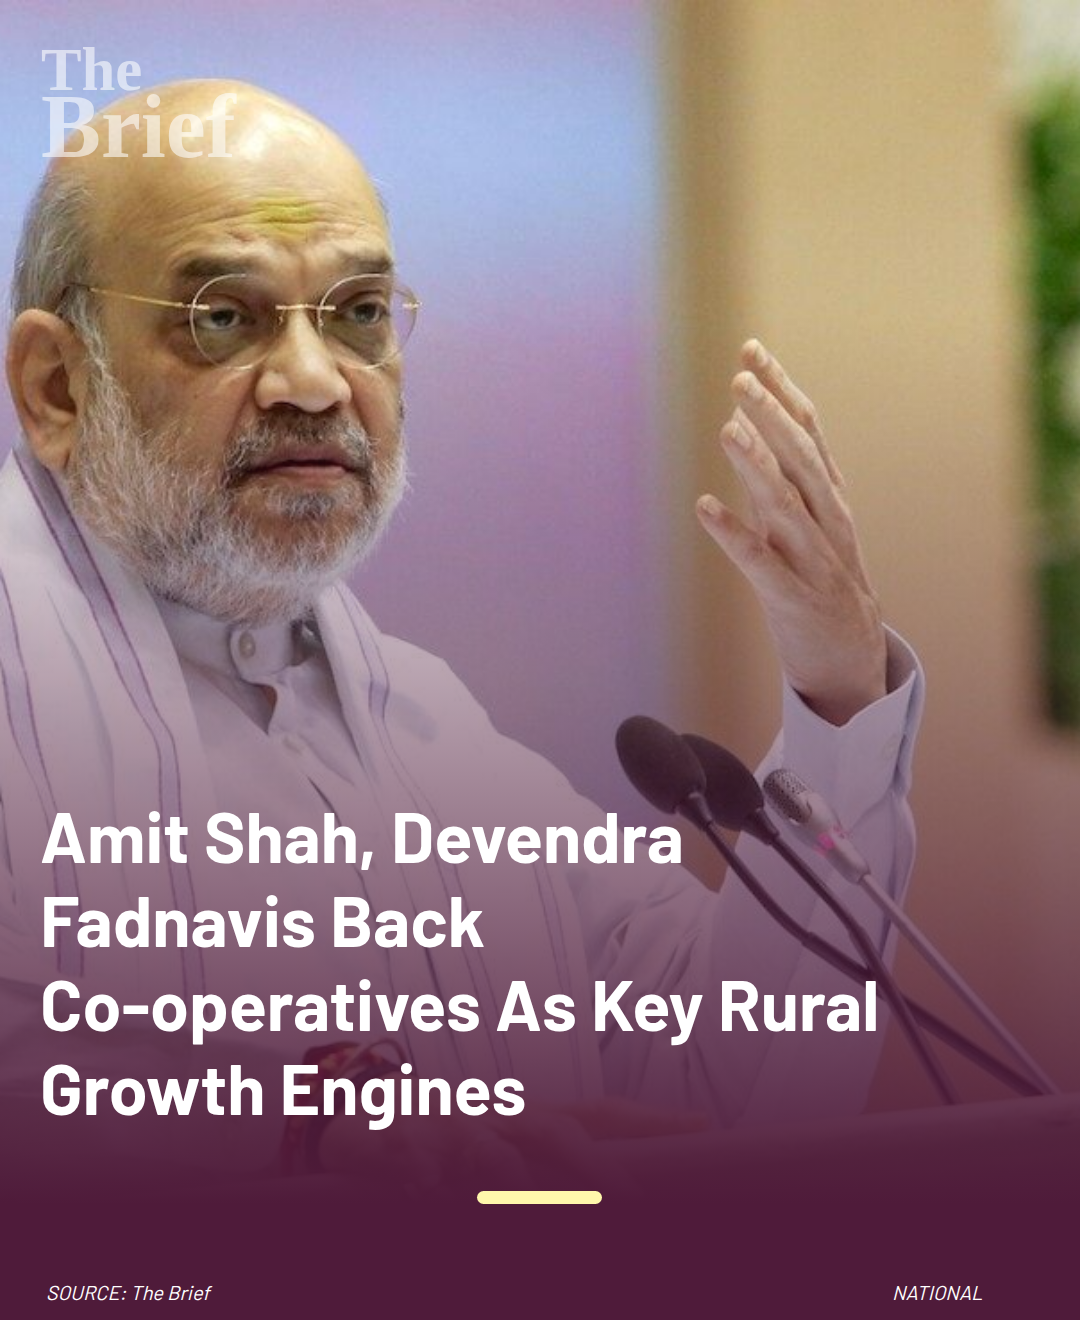 The
Brief
Amit Shah, Devendra
Fadnavis Back
Co-operatives As Key Rural
Growth Engines
SOURCE: The Brief
NATIONAL